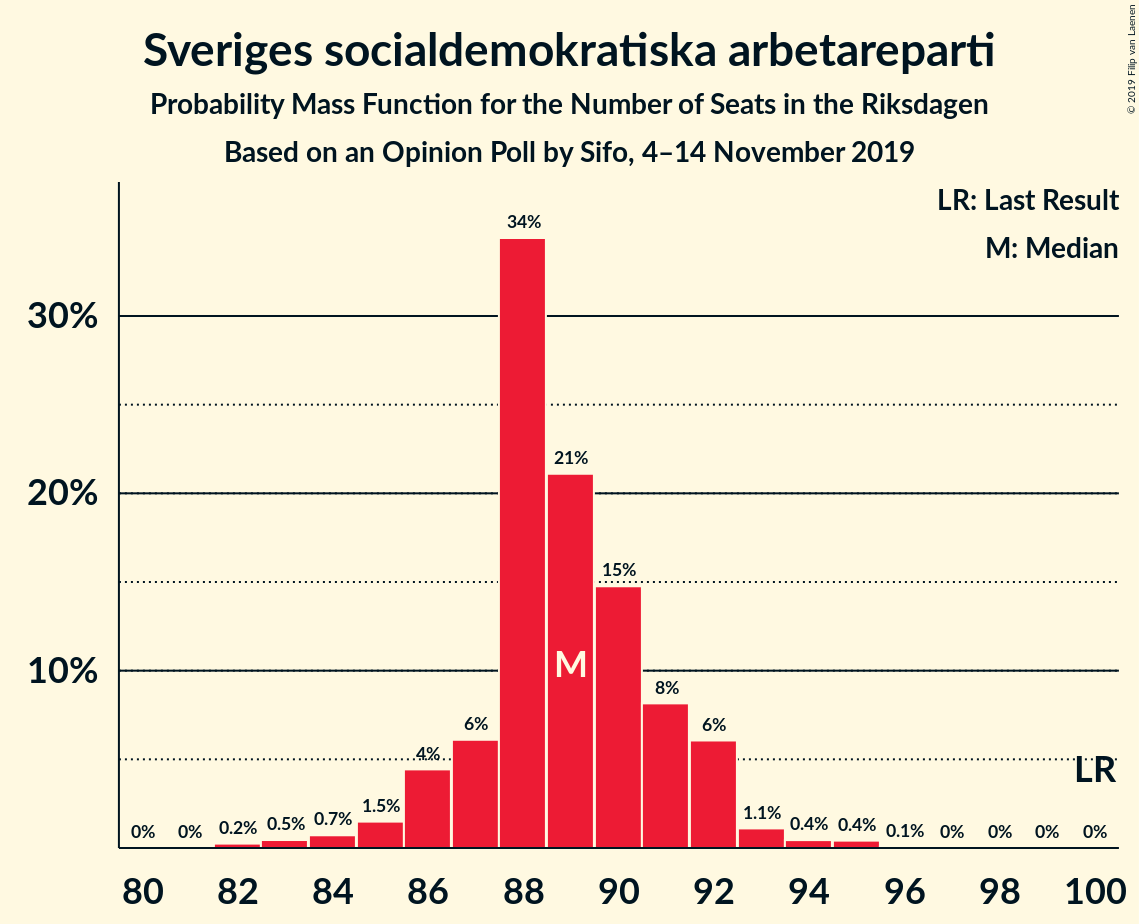 Sveriges socialdemokratiska arbetareparti
Probability Mass Function for the Number of Seats in the Riksdagen
Based on an Opinion Poll by Sifo, 4–14 November 2019
© 2019 Filip van Laenen
LR: Last Result
M: Median
34%
30%
21%
20%
15%
M
10%
8%
6%
6%
4%
LR
1.5%
1.1%
0% 0% 0.2% 0.5% 0.7% 0.4% 0.4% 0.1% 0% 0% 0% 0%
80 82 84 86 88 90 92 94 96 98 100